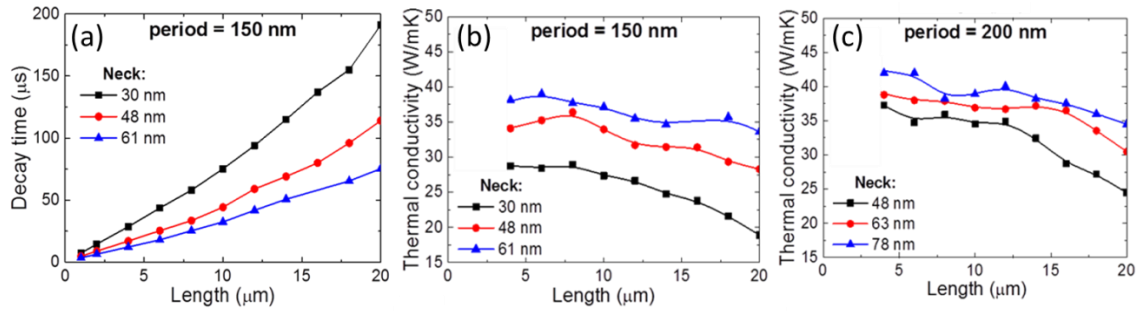 (a)
period = 150 nm
Neck:
30 nm
48 nm
61 nm
Decay time (μs)
200
150
100
50
0
0 5 10 15 20
Length (μm)
(b)
period = 150 nm
Thermal conductivity (W/mK)
50
45
40
35
30
25
20
15
Neck:
30 nm
48 nm
61 nm
0 5 10 15 20
Length (μm)
(c)
period = 200 nm
Thermal conductivity (W/mK)
50
45
40
35
30
25
20
15
Neck:
48 nm
63 nm
78 nm
0 5 10 15 20
Length (μm)